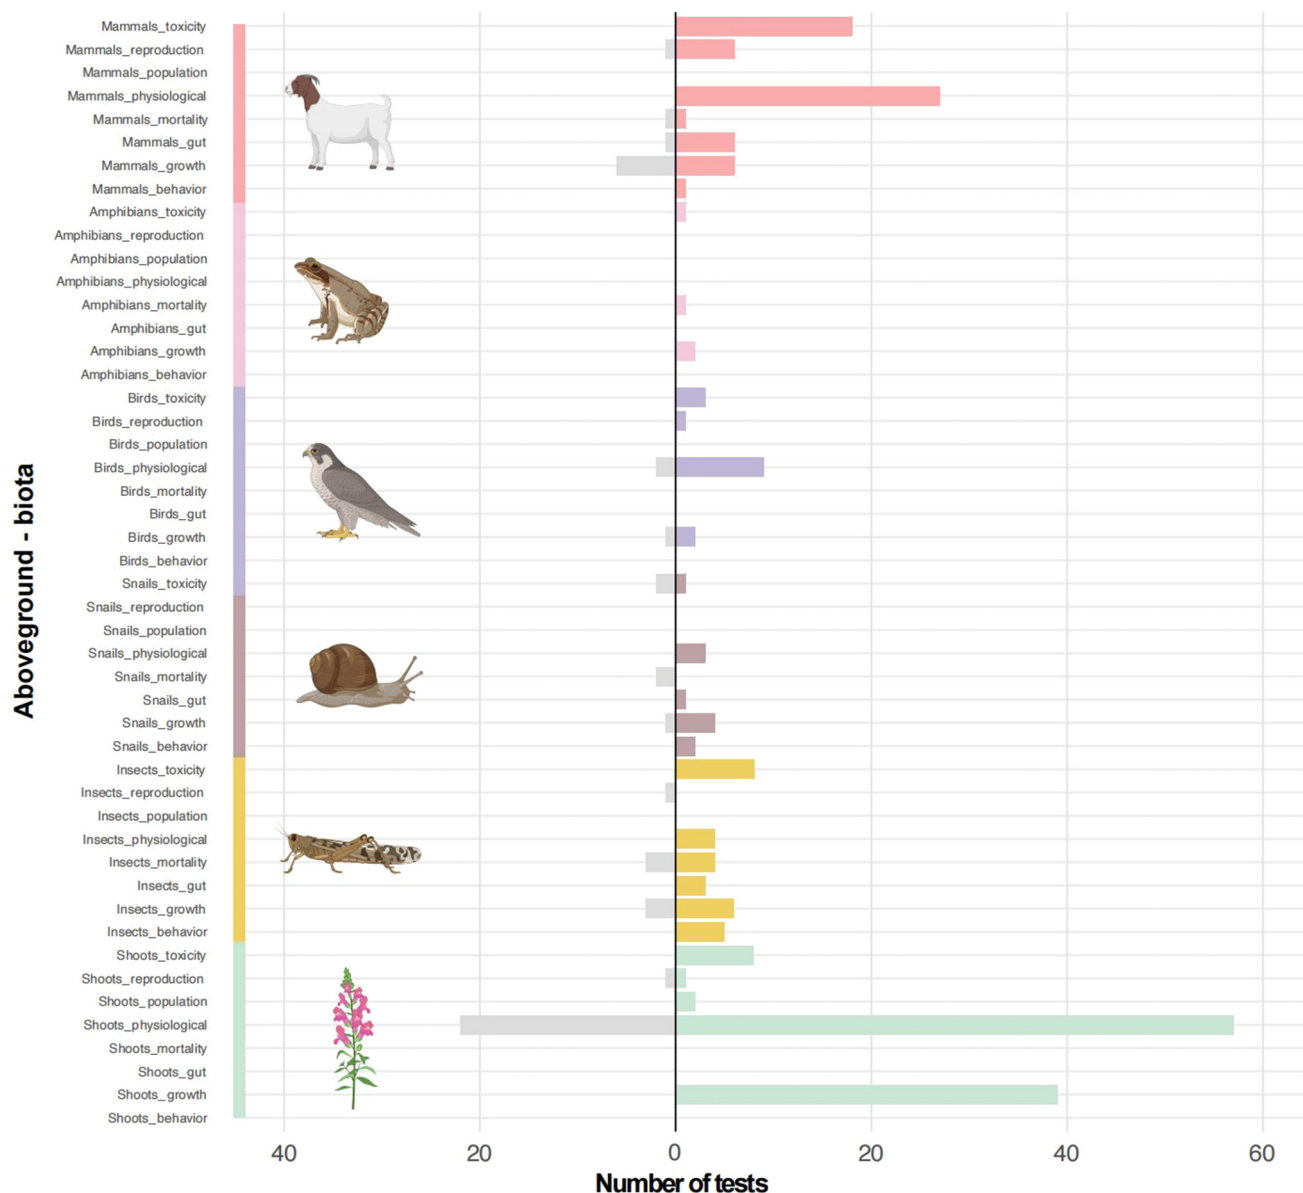 Mammals_toxicity
Mammals_reproduction
Mammals_population
Mammals_physiological
Mammals_mortality
Mammals_gut
Mammals_growth
Mammals_behavior
Amphibians_toxicity
Amphibians_reproduction
Amphibians_population
Amphibians_physiological
Amphibians_mortality
Amphibians_gut
Amphibians_growth
Amphibians_behavior
Birds_toxicity
Birds_reproduction
Birds_population
Birds_physiological
Birds_mortality
Birds_gut
Birds_growth
Birds_behavior
Snails_toxicity
Snails_reproduction
Snails_population
Snails_physiological
Snails_mortality
Snails_gut
Snails_growth
Snails_behavior
Insects_toxicity
Insects_reproduction
Insects_population
Insects_physiological
Insects_mortality
Insects_gut
Insects_growth
Insects_behavior
Shoots_toxicity
Shoots_reproduction
Shoots_population
Shoots_physiological
Shoots_mortality
Shoots_gut
Shoots_growth
Shoots_behavior
Aboveground - biota
40 20 0 20 40 60
Number of tests